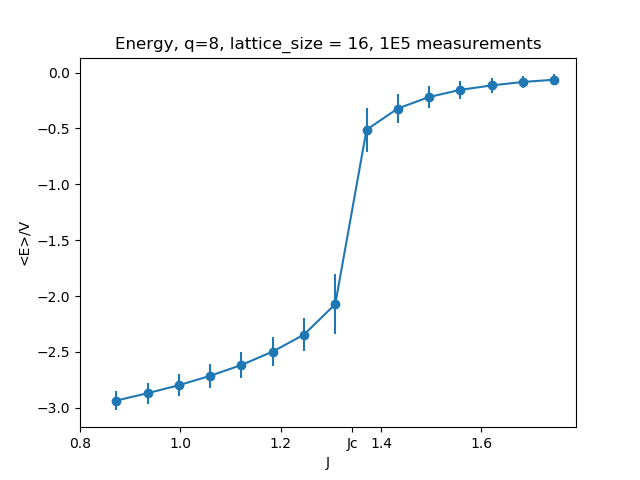 Energy, q=8, lattice_size = 16, 1E5 measurements
<E>/V
0.0
−0.5
−1.0
−1.5
−2.0
−2.5
−3.0
0.8 1.0 1.2 Jc 1.4 1.6
J